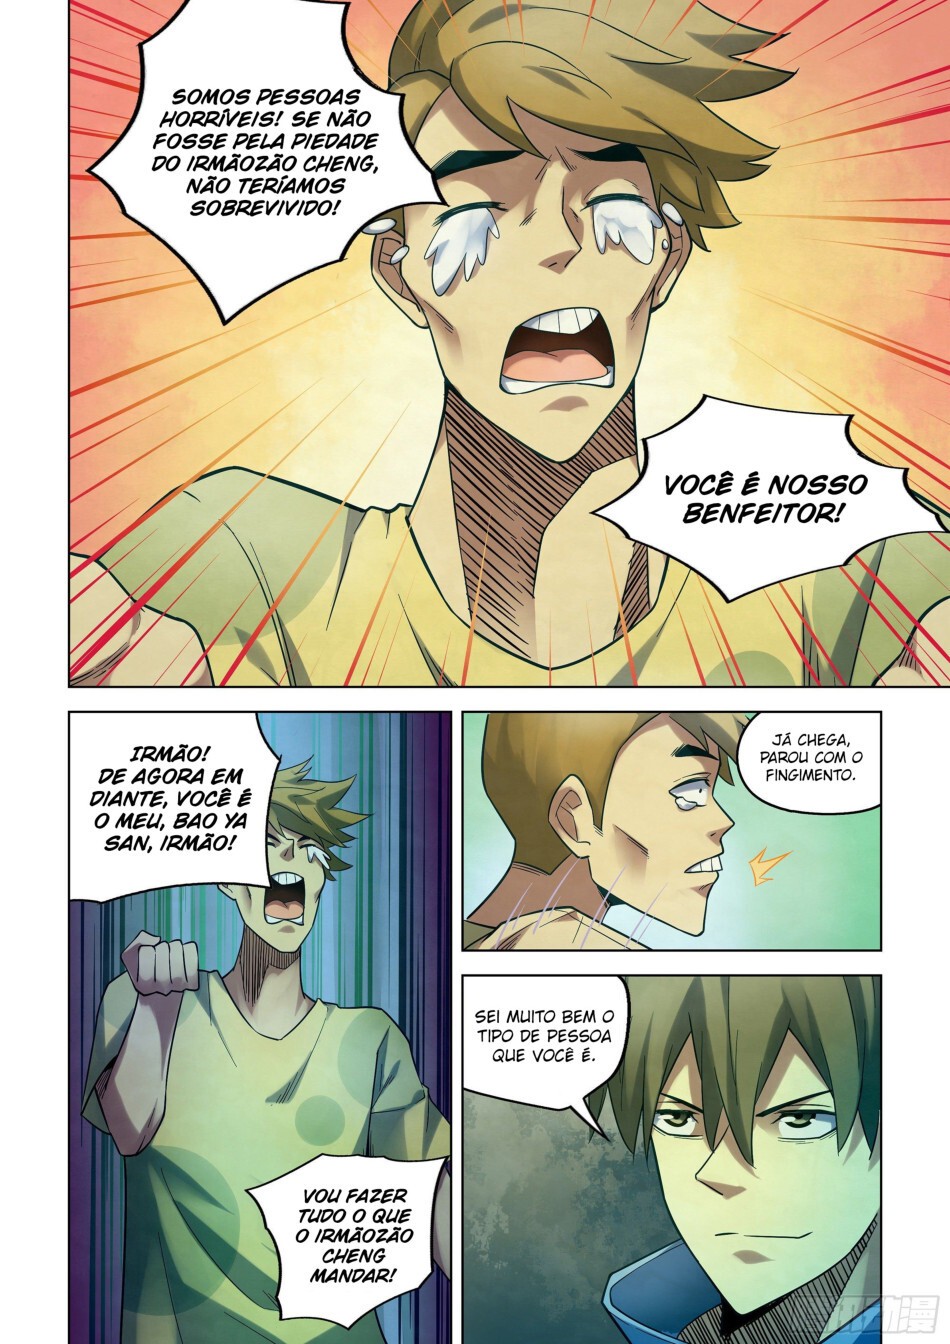 SOMOS PESSOAS
HORRÍVEIS! SE NÃO
FOSSE PELA PIEDADE
DO IRMÃOZÃO CHENG,
NÃO TERÍAMOS
SOBREVIVIDO!
VOCÊ É NOSSO
BENFEITOR!
IRMÃO!
DE AGORA EM
DIANTE, VOCÊ É
O MEU, BAO YA
SAN, IRMÃO!
VOU FAZER
TUDO O QUE
O IRMÃOZÃO
CHENG
MANDAR!
JÁ CHEGA,
PAROU COM O
FINGIMENTO.
SEI MUITO BEM O
TIPO DE PESSOA
QUE VOCÊ É.